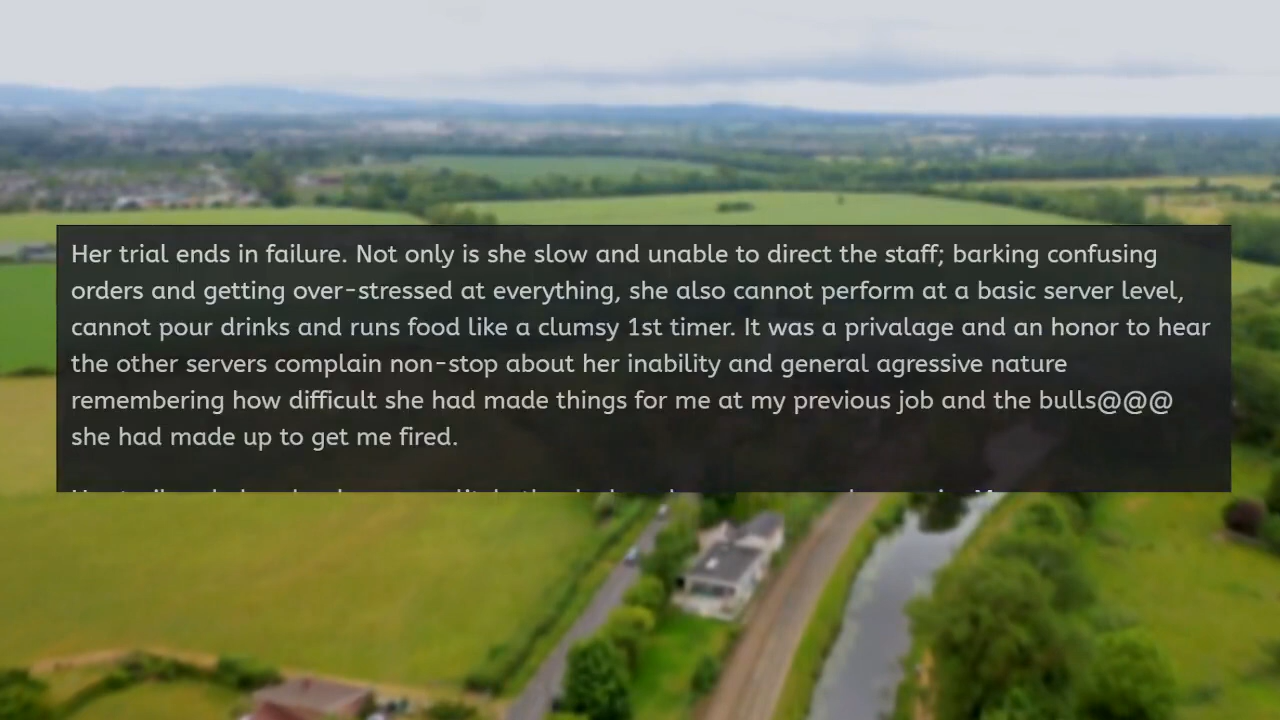 Her trial ends in failure. Not only is she slow and unable to direct the staff; barking confusing
orders and getting over-stressed at everything, she also cannot perform at a basic server level,
cannot pour drinks and runs food like a clumsy 1st timer. It was a privalage and an honor to hear
the other servers complain non-stop about her inability and general agressive nature
remembering how difficult she had made things for me at my previous job and the bulls@@@
she had made up to get me fired.